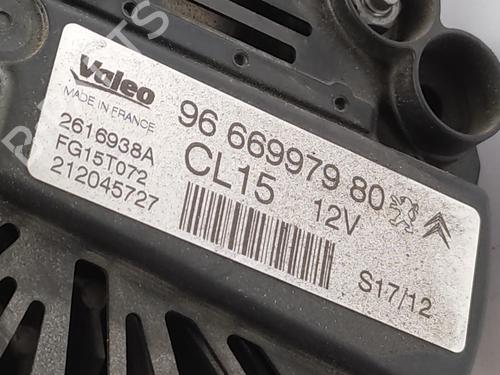 Valeo
MADE IN FRANCE
2616938A
FG15T072
212045727
96 669979 80
CL15 12V
S17/12